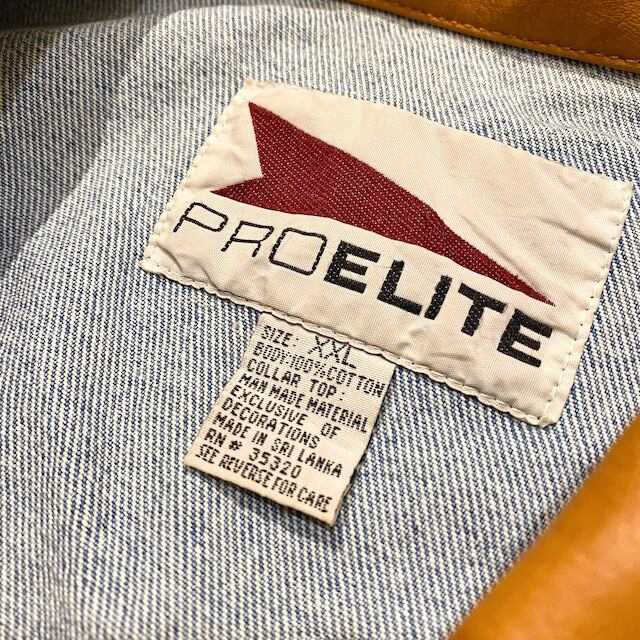 PROELITE
SIZE: XXL
BODY:100% COTTON
COLLAR TOP:
MAN MADE MATERIAL
EXCLUSIVE OF
DECORATIONS
MADE IN SRI LANKA
RN# 35320
SEE REVERSE FOR CARE